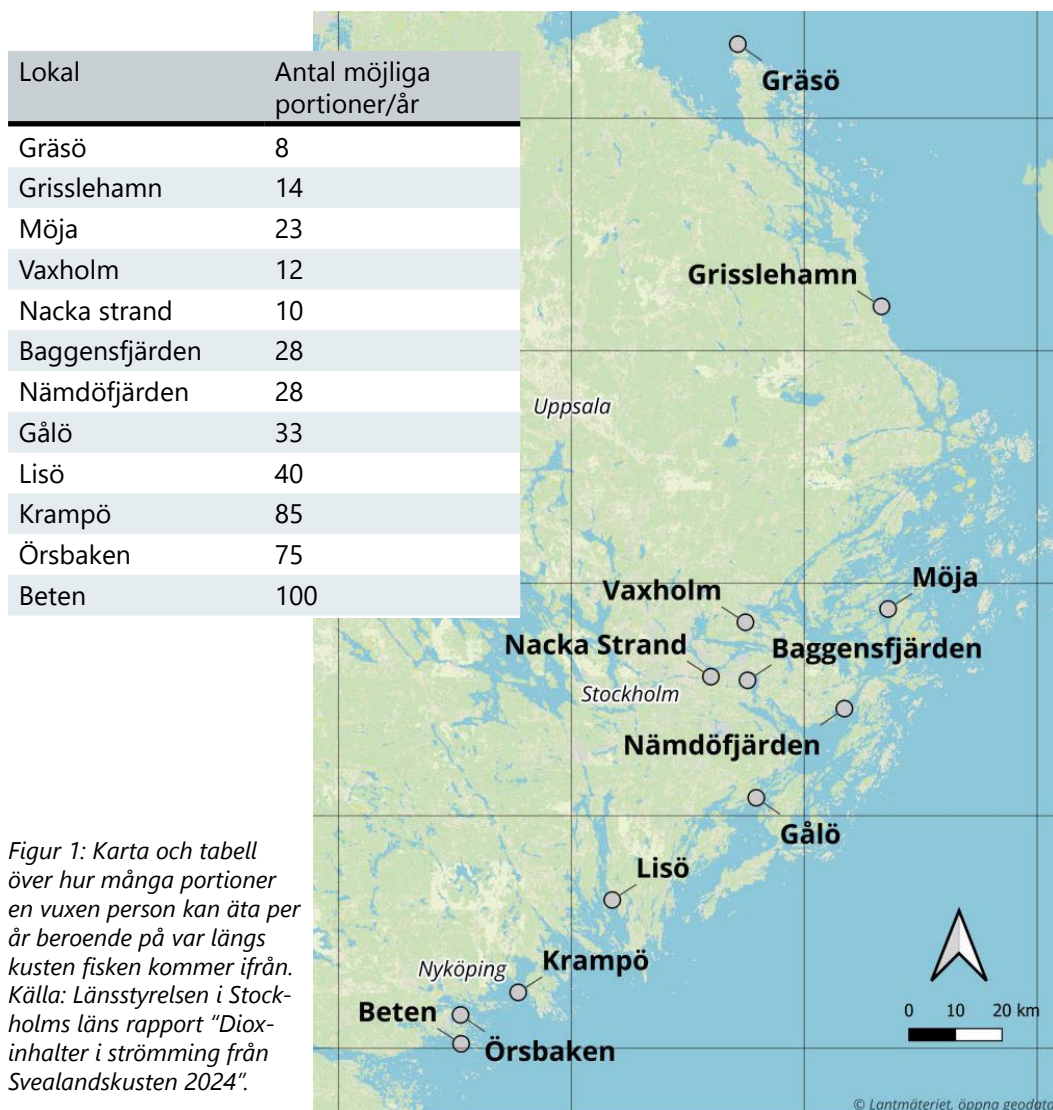 Lokal Antal möjliga
portioner/år
Gräsö 8
Grisslehamn 14
Möja 23
Vaxholm 12
Nacka strand 10
Baggensfjärden 28
Nämdöfjärden 28
Gålö 33
Lisö 40
Krampö 85
Örsbaken 75
Beten 100
Gräsö
Grisslehamn
Uppsala
Möja
Vaxholm
Nacka Strand
Baggensfjärden
Stockholm
Nämdöfjärden
Gålö
Lisö
Krampö
Nyköping
Beten
Örsbaken
0 10 20 km
© Lantmäteriet, öppna geodata
Figur 1: Karta och tabell
över hur många portioner
en vuxen person kan äta per
år beroende på var längs
kusten fisken kommer ifrån.
Källa: Länsstyrelsen i Stock-
holms läns rapport “Diox-
inhalter i strömming från
Svealandskusten 2024”.